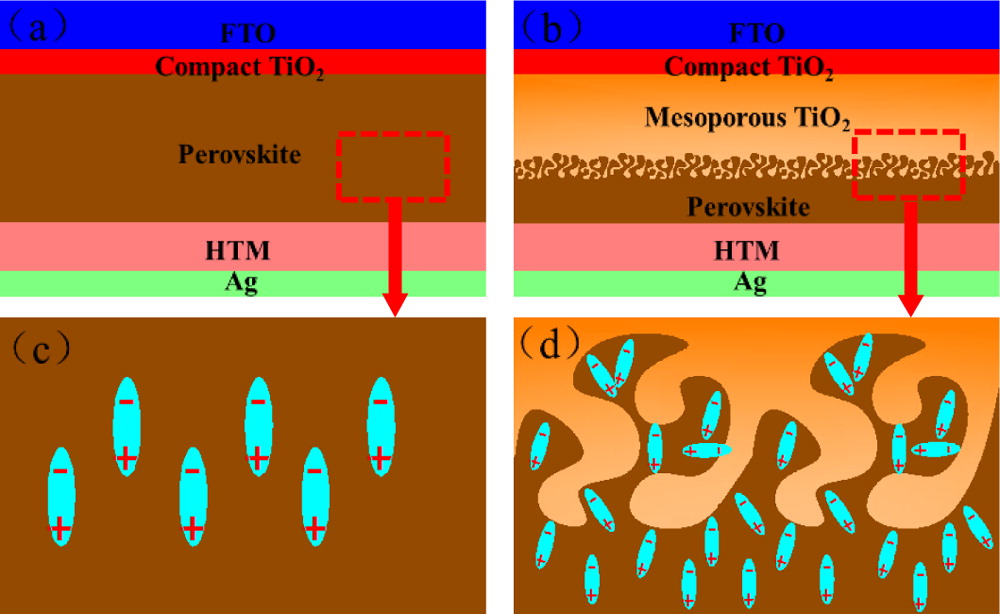 （a）
FTO
Compact TiO₂
Perovskite
HTM
Ag
（b）
FTO
Compact TiO₂
Mesoporous TiO₂
Perovskite
HTM
Ag
（c）
- - -
+ +
- - -
+ + +
（d）